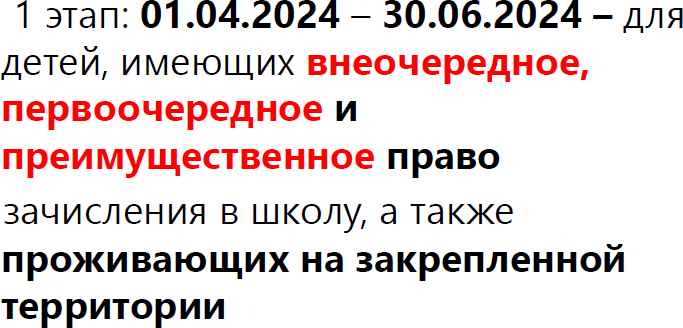 1 этап: 01.04.2024 – 30.06.2024 – для
детей, имеющих внеочередное,
первоочередное и
преимущественное право
зачисления в школу, а также
проживающих на закрепленной
территории